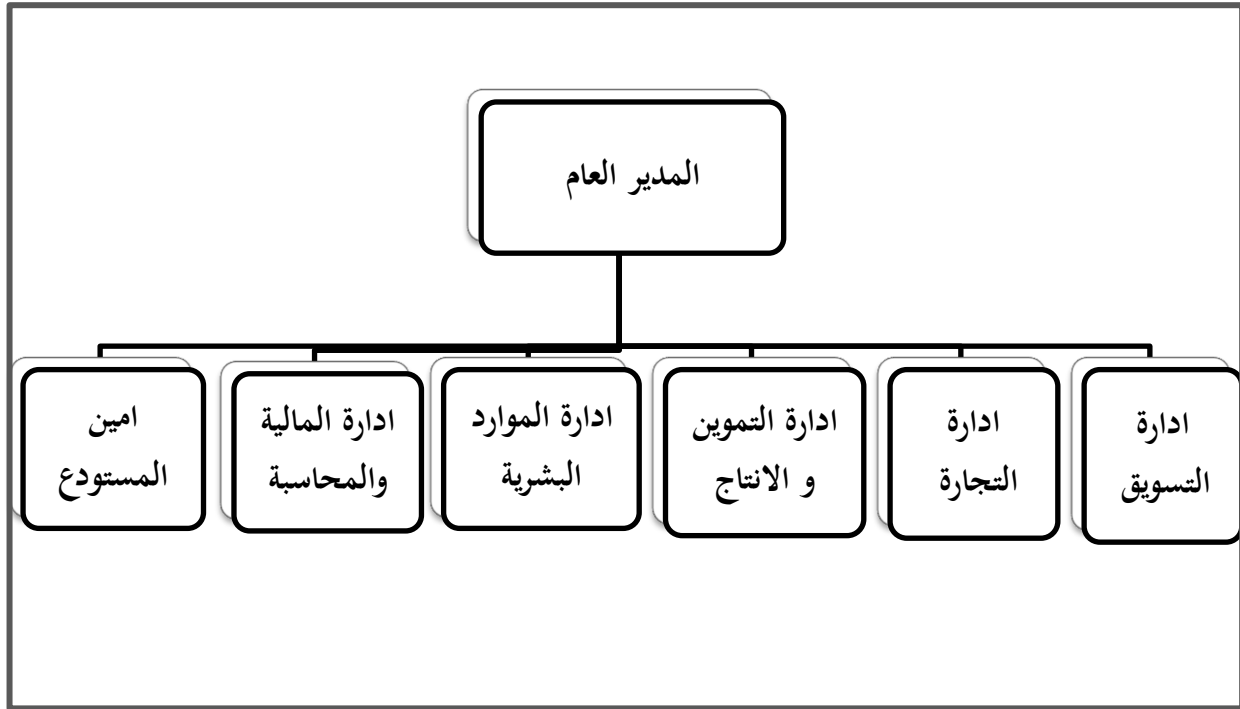 المدير العام
ادارة
التسويق
ادارة
التجارة
ادارة التموين
و الانتاج
ادارة الموارد
البشرية
ادارة المالية
والمحاسبة
امين
المستودع